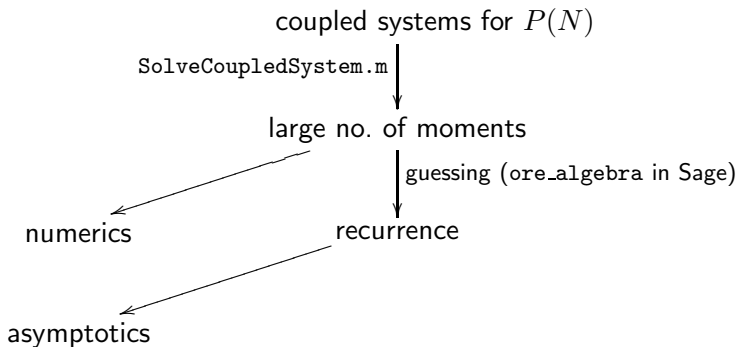 coupled systems for P(N)
SolveCoupledSystem.m
large no. of moments
guessing (ore_algebra in Sage)
numerics
recurrence
asymptotics